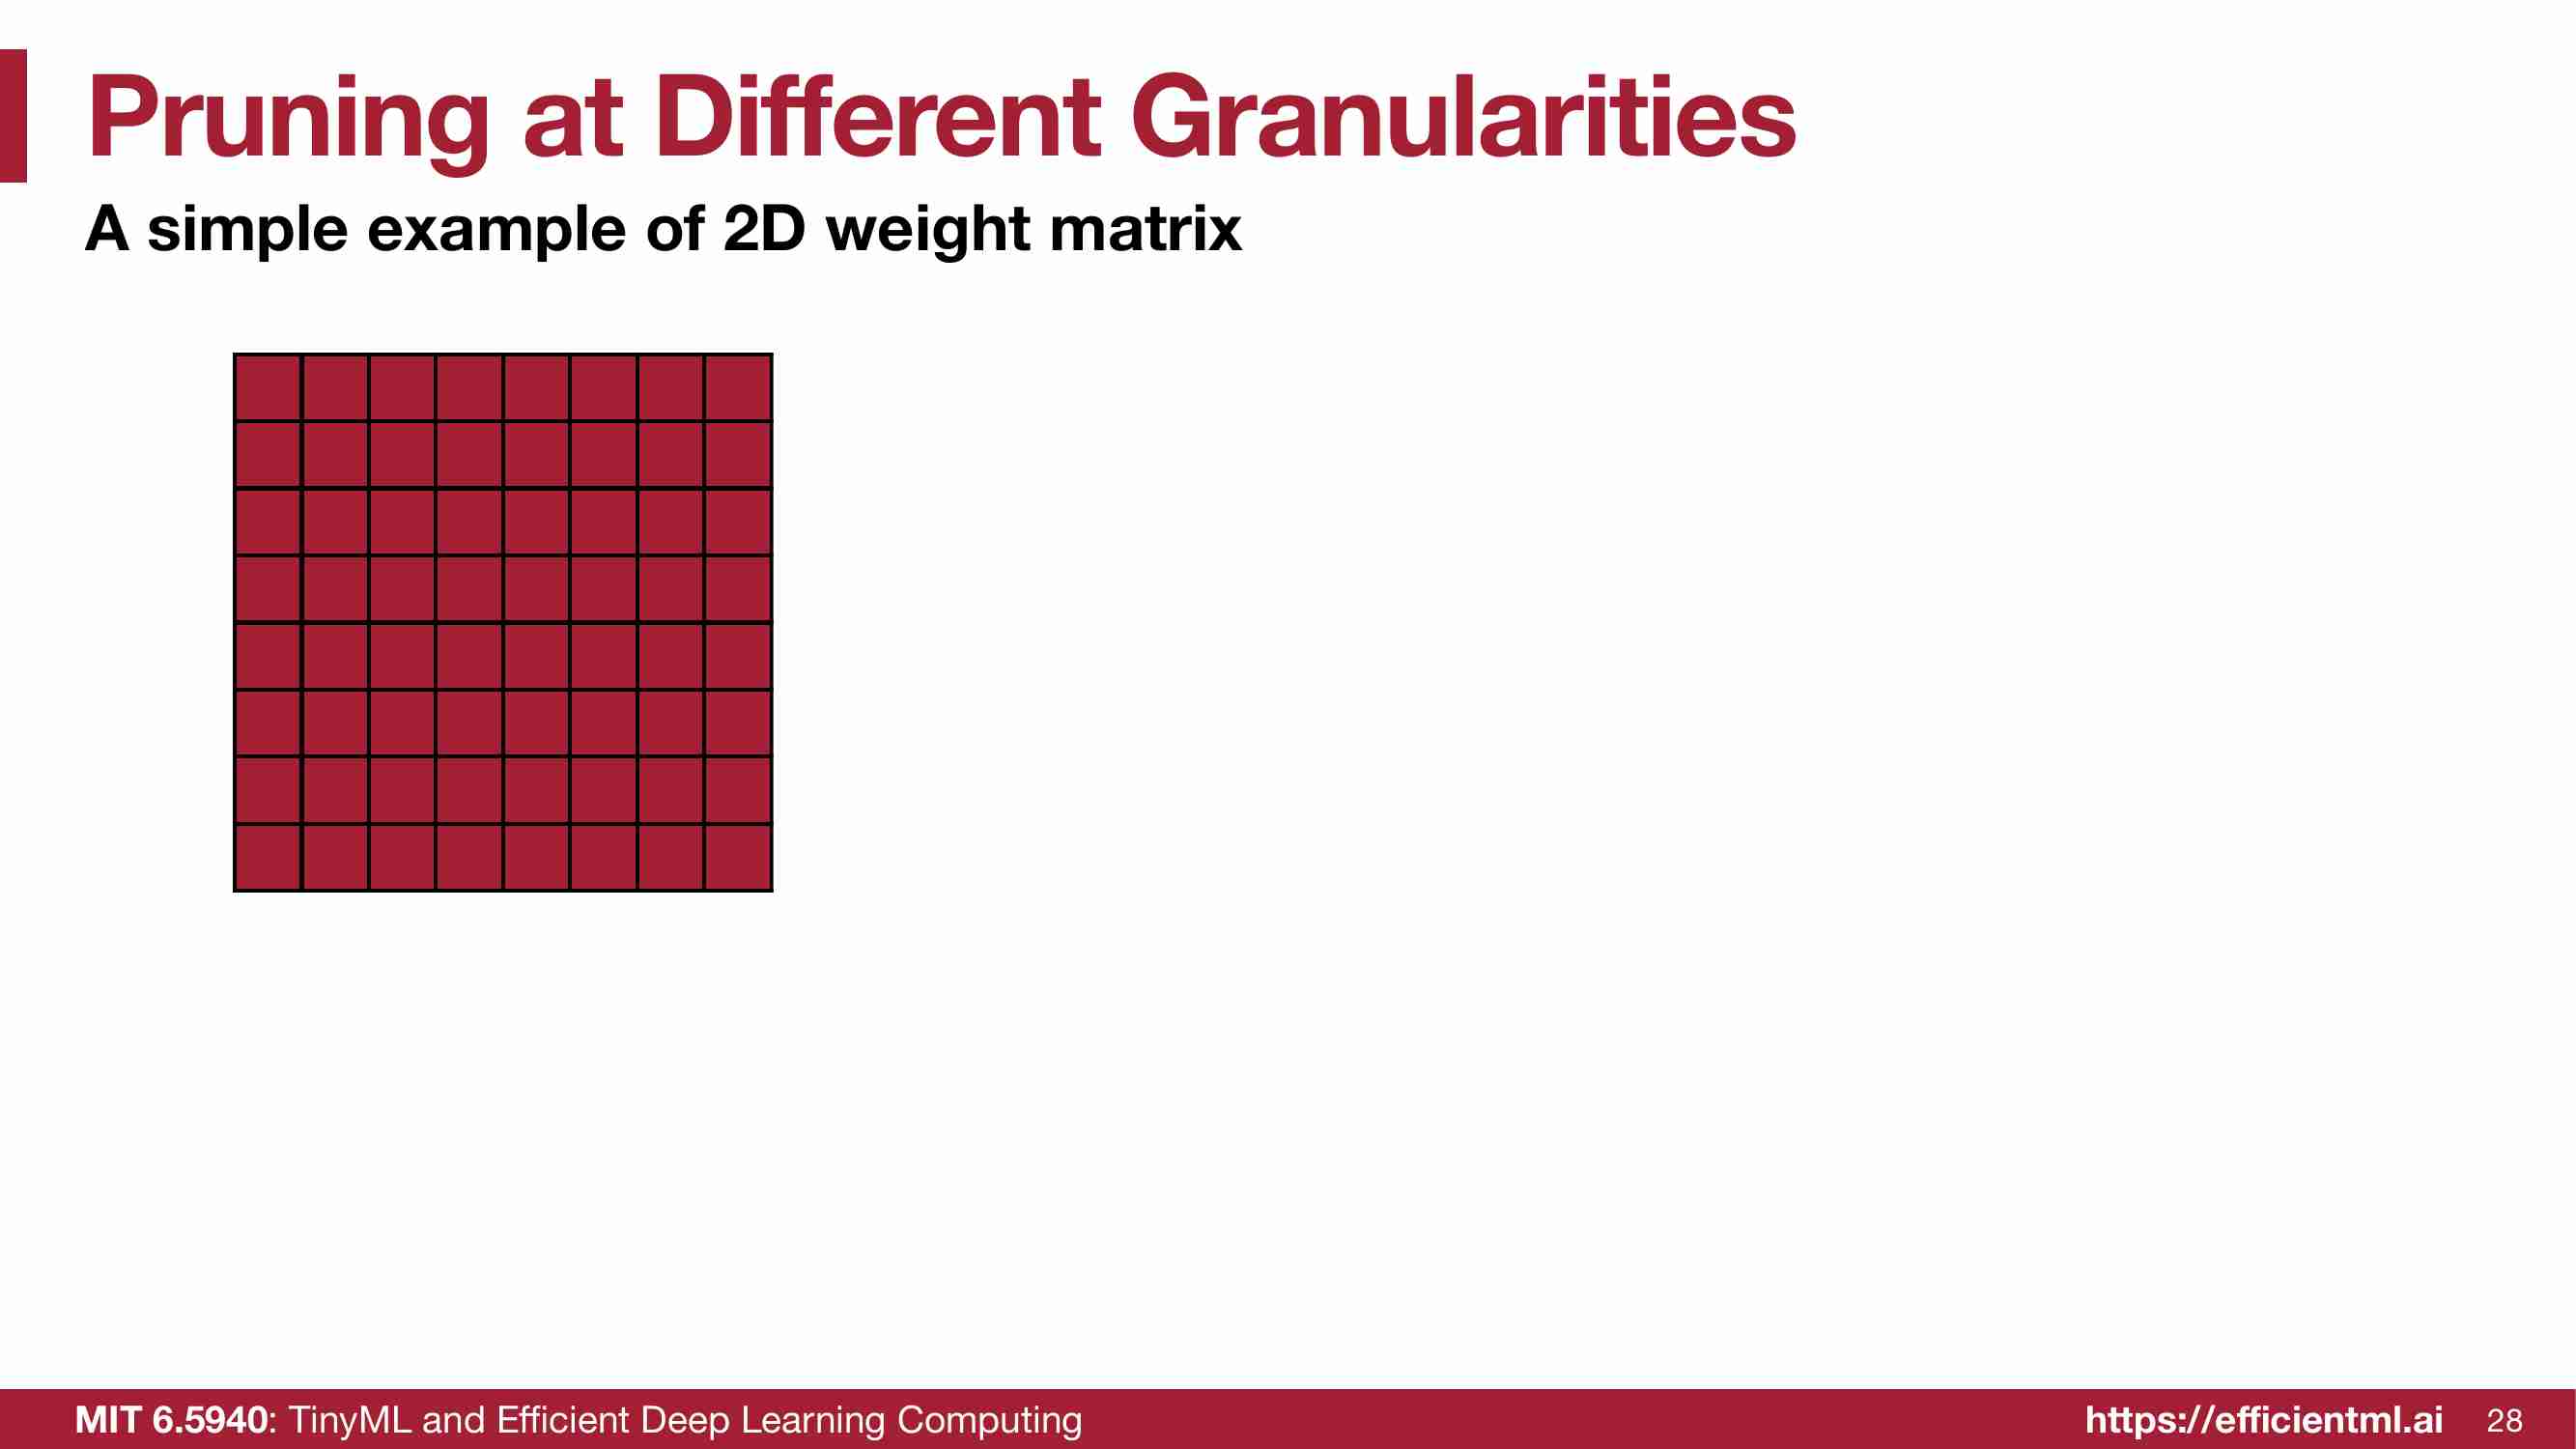 Pruning at Different Granularities
A simple example of 2D weight matrix
MIT 6.5940: TinyML and Efficient Deep Learning Computing
https://efficientml.ai 28